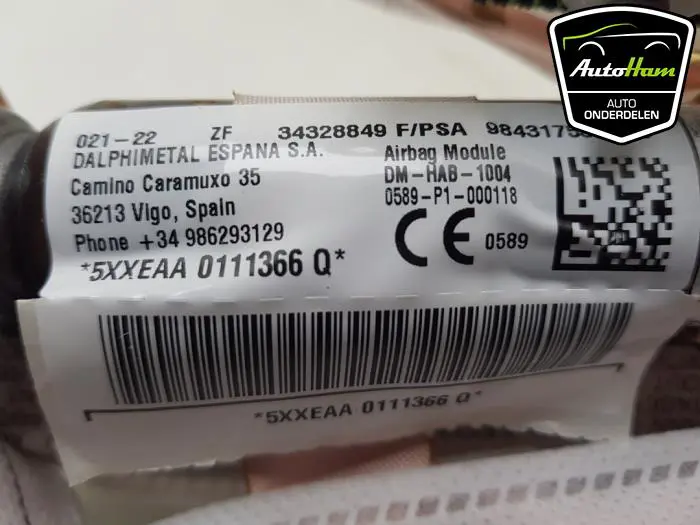 AutoHam
AUTO
ONDERDELEN
021-22 ZF 34328849 F/PSA
DALPHIMETAL ESPANA S.A.
Camino Caramuxo 35
36213 Vigo, Spain
Phone +34 986293129
Airbag Module
DM-HAB-1004
0589-P1-000118
CE 0589
*5XXEAA 0111366 Q*
*5XXEAA 0111366 Q*